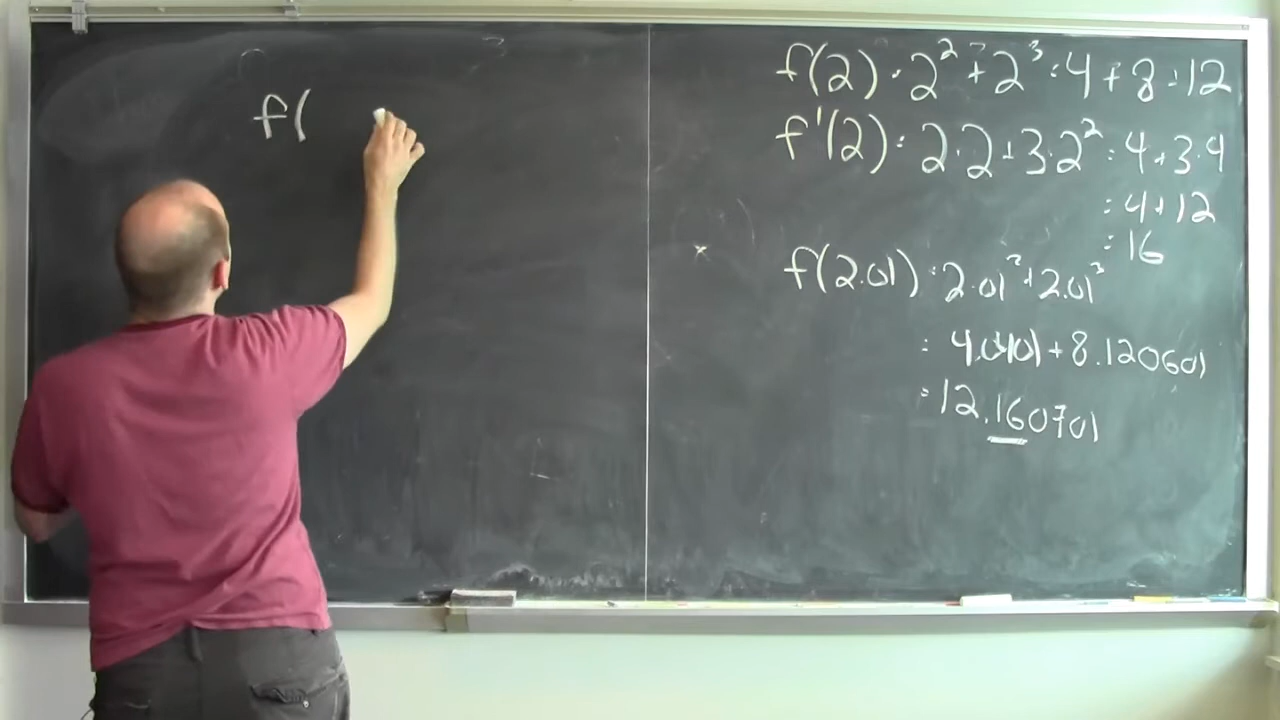 f(
f(2) = 2² + 2³ = 4 + 8 = 12
f'(2) = 2·2 + 3·2² = 4 + 3·4
= 4 + 12
= 16
f(2.01) = 2.01² + 2.01³
= 4.0401 + 8.120601
= 12.160701